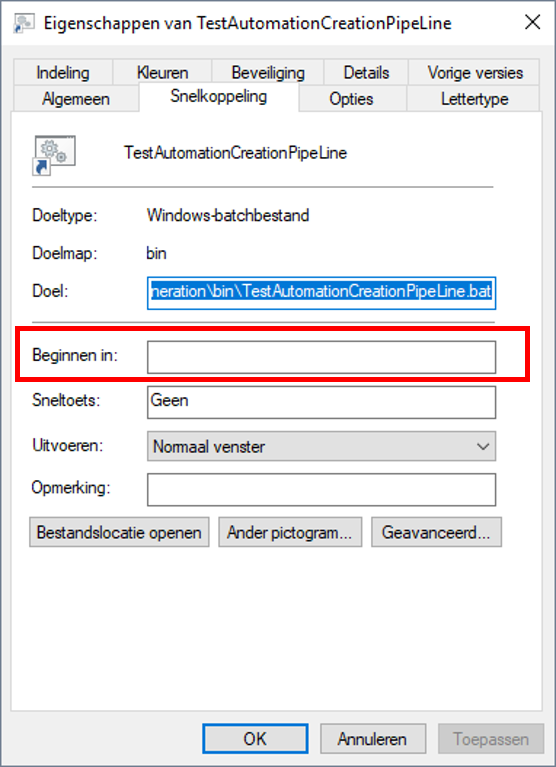 Eigenschappen van TestAutomationCreationPipeLine
Indeling Kleuren Beveiliging Details Vorige versies
Algemeen Snelkoppeling Opties Lettertype
TestAutomationCreationPipeLine
Doeltype: Windows-batchbestand
Doelmap: bin
Doel: neration\bin\TestAutomationCreationPipeLine.bat
Beginnen in:
Sneltoets: Geen
Uitvoeren: Normaal venster
Opmerking:
Bestandslocatie openen Ander pictogram... Geavanceerd...
OK Annuleren Toepassen